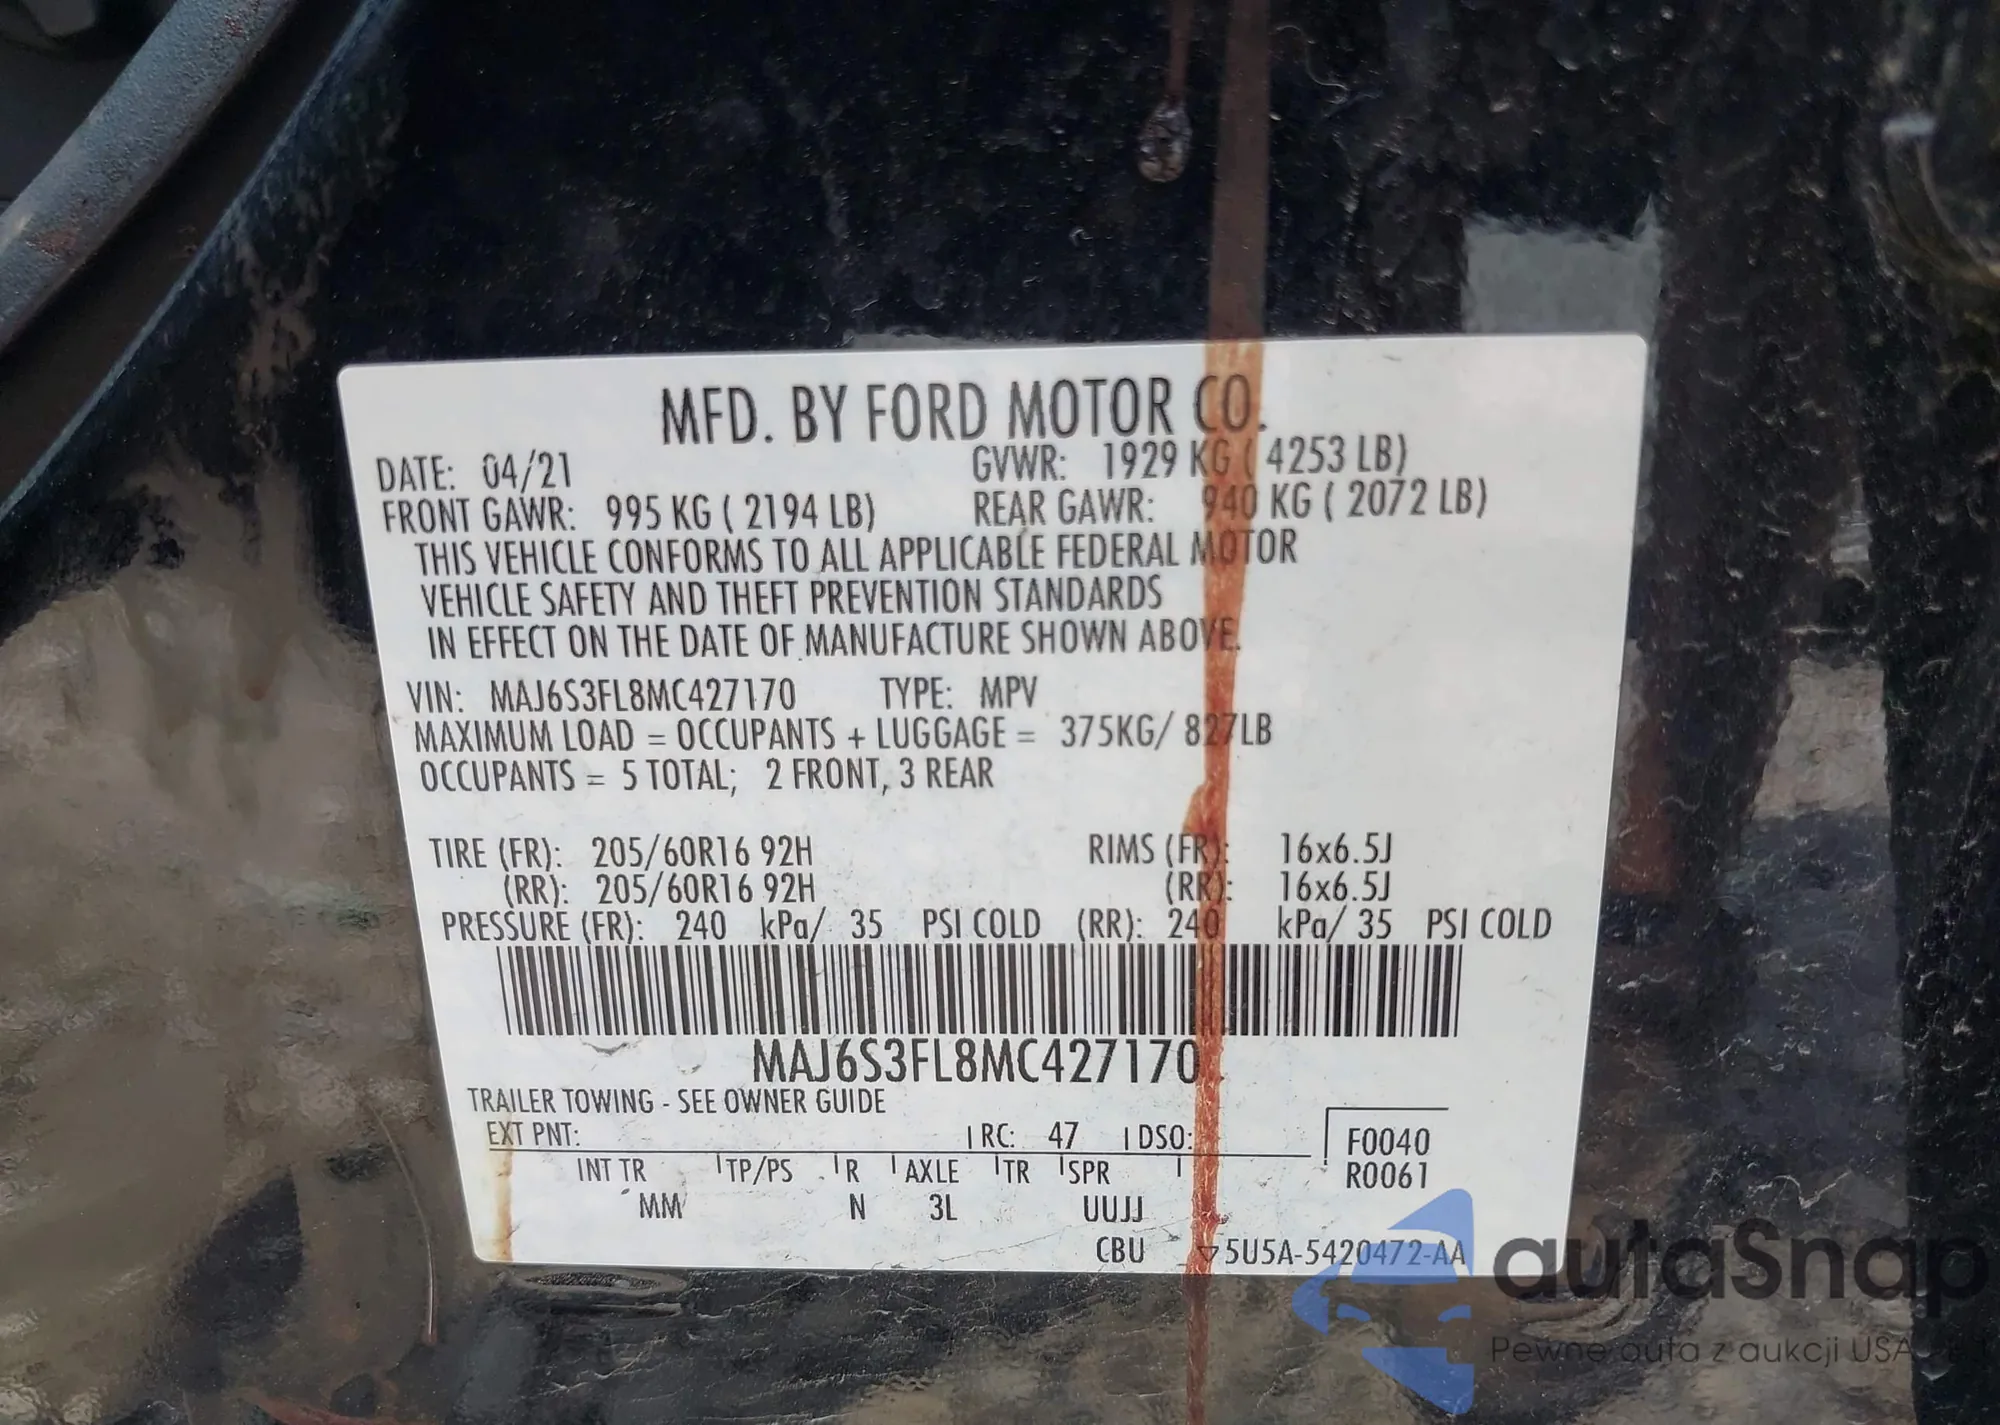 MFD. BY FORD MOTOR CO.
DATE: 04/21 GVWR: 1929 KG ( 4253 LB)
FRONT GAWR: 995 KG ( 2194 LB) REAR GAWR: 940 KG ( 2072 LB)
THIS VEHICLE CONFORMS TO ALL APPLICABLE FEDERAL MOTOR
VEHICLE SAFETY AND THEFT PREVENTION STANDARDS
IN EFFECT ON THE DATE OF MANUFACTURE SHOWN ABOVE.
VIN: MAJ6S3FL8MC427170 TYPE: MPV
MAXIMUM LOAD = OCCUPANTS + LUGGAGE = 375KG/ 827LB
OCCUPANTS = 5 TOTAL; 2 FRONT, 3 REAR
TIRE (FR): 205/60R16 92H RIMS (FR): 16x6.5J
(RR): 205/60R16 92H (RR): 16x6.5J
PRESSURE (FR): 240 kPa/ 35 PSI COLD (RR): 240 kPa/ 35 PSI COLD
MAJ6S3FL8MC427170
TRAILER TOWING - SEE OWNER GUIDE
EXT PNT: RC: 47 DSO: F0040
INT TR TP/PS R AXLE TR SPR R0061
MM N 3L UUJJ
CBU 5U5A-5420472-AA
autaSnap
Pewne auta z aukcji USA